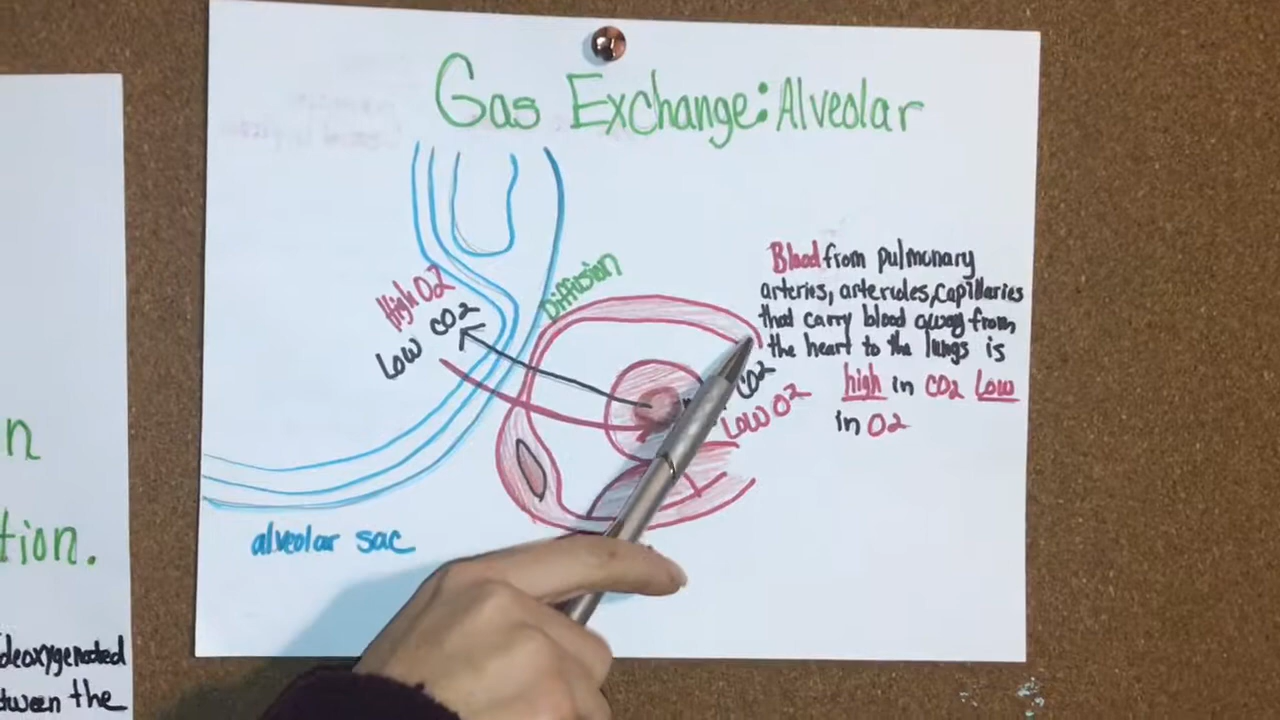 Gas Exchange: Alveolar
Diffusion
High O2
Low CO2
Blood from pulmonary
arteries, arterioles, capillaries
that carry blood away from
the heart to the lungs is
high in CO2 Low
in O2
CO2
Low O2
alveolar sac
n
tion.
deoxygenated
the